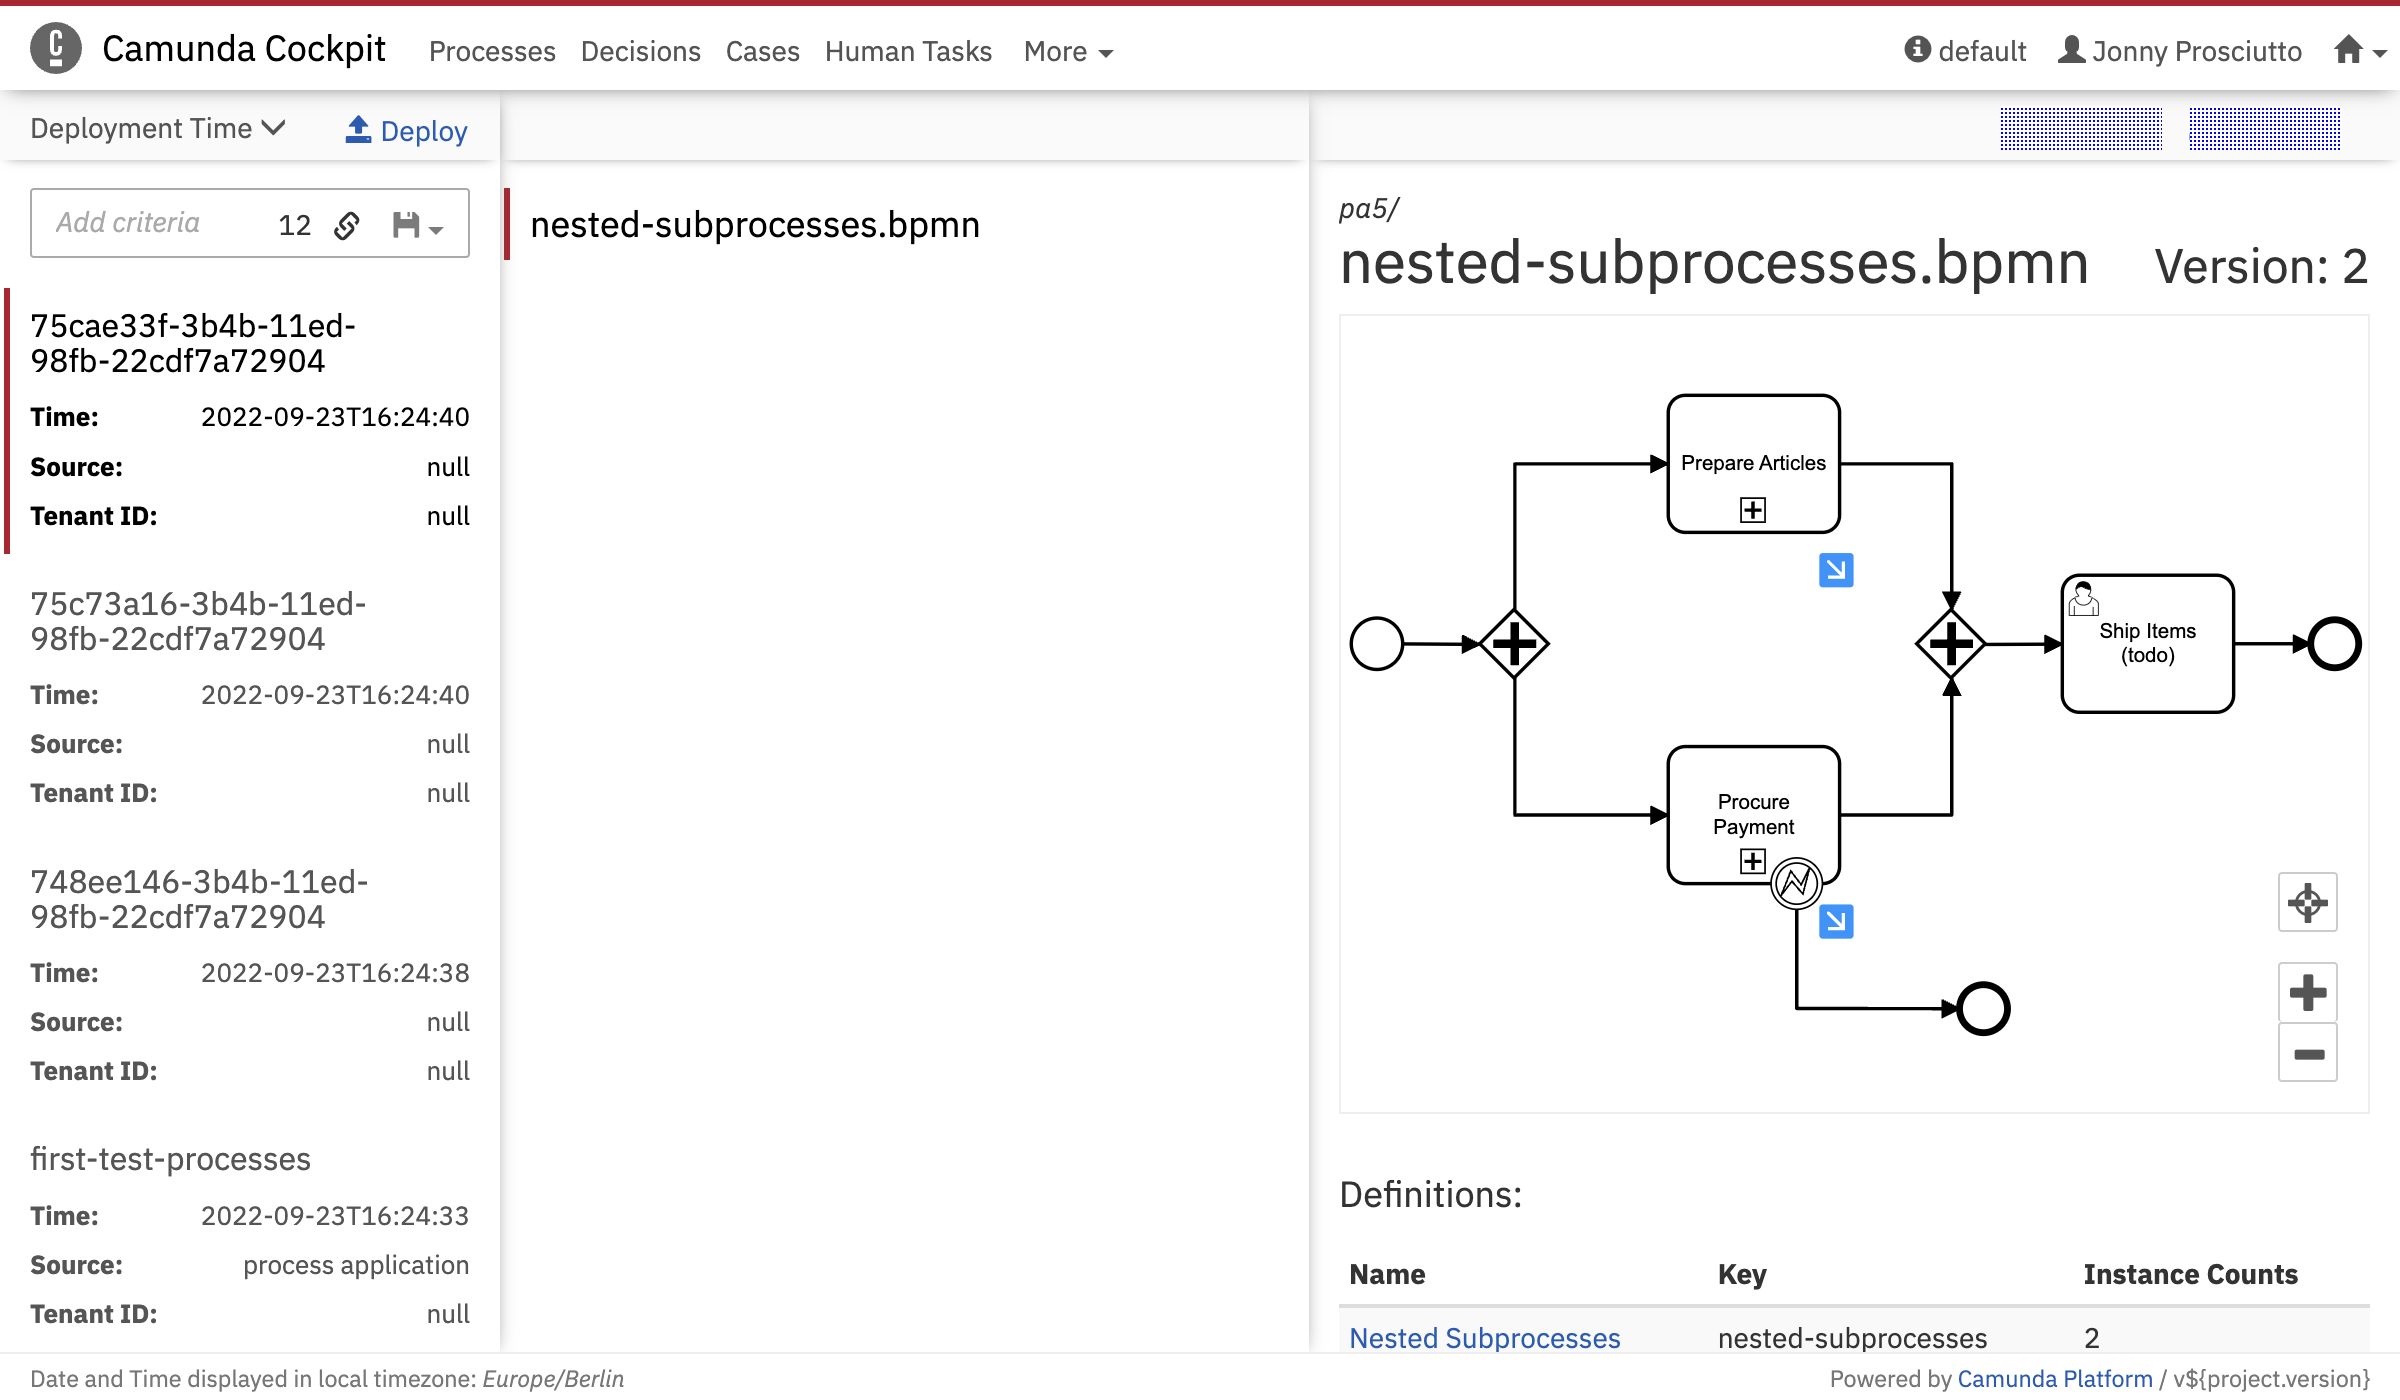 Camunda Cockpit Processes Decisions Cases Human Tasks More default Jonny Prosciutto
Deployment Time Deploy
Add criteria 12
75cae33f-3b4b-11ed-
98fb-22cdf7a72904
Time: 2022-09-23T16:24:40
Source: null
Tenant ID: null
75c73a16-3b4b-11ed-
98fb-22cdf7a72904
Time: 2022-09-23T16:24:40
Source: null
Tenant ID: null
748ee146-3b4b-11ed-
98fb-22cdf7a72904
Time: 2022-09-23T16:24:38
Source: null
Tenant ID: null
first-test-processes
Time: 2022-09-23T16:24:33
Source: process application
Tenant ID: null
nested-subprocesses.bpmn
pa5/
nested-subprocesses.bpmn Version: 2
Prepare Articles
Ship Items
(todo)
Procure
Payment
Definitions:
Name Key Instance Counts
Nested Subprocesses nested-subprocesses 2
Date and Time displayed in local timezone: Europe/Berlin
Powered by Camunda Platform / v${project.version}